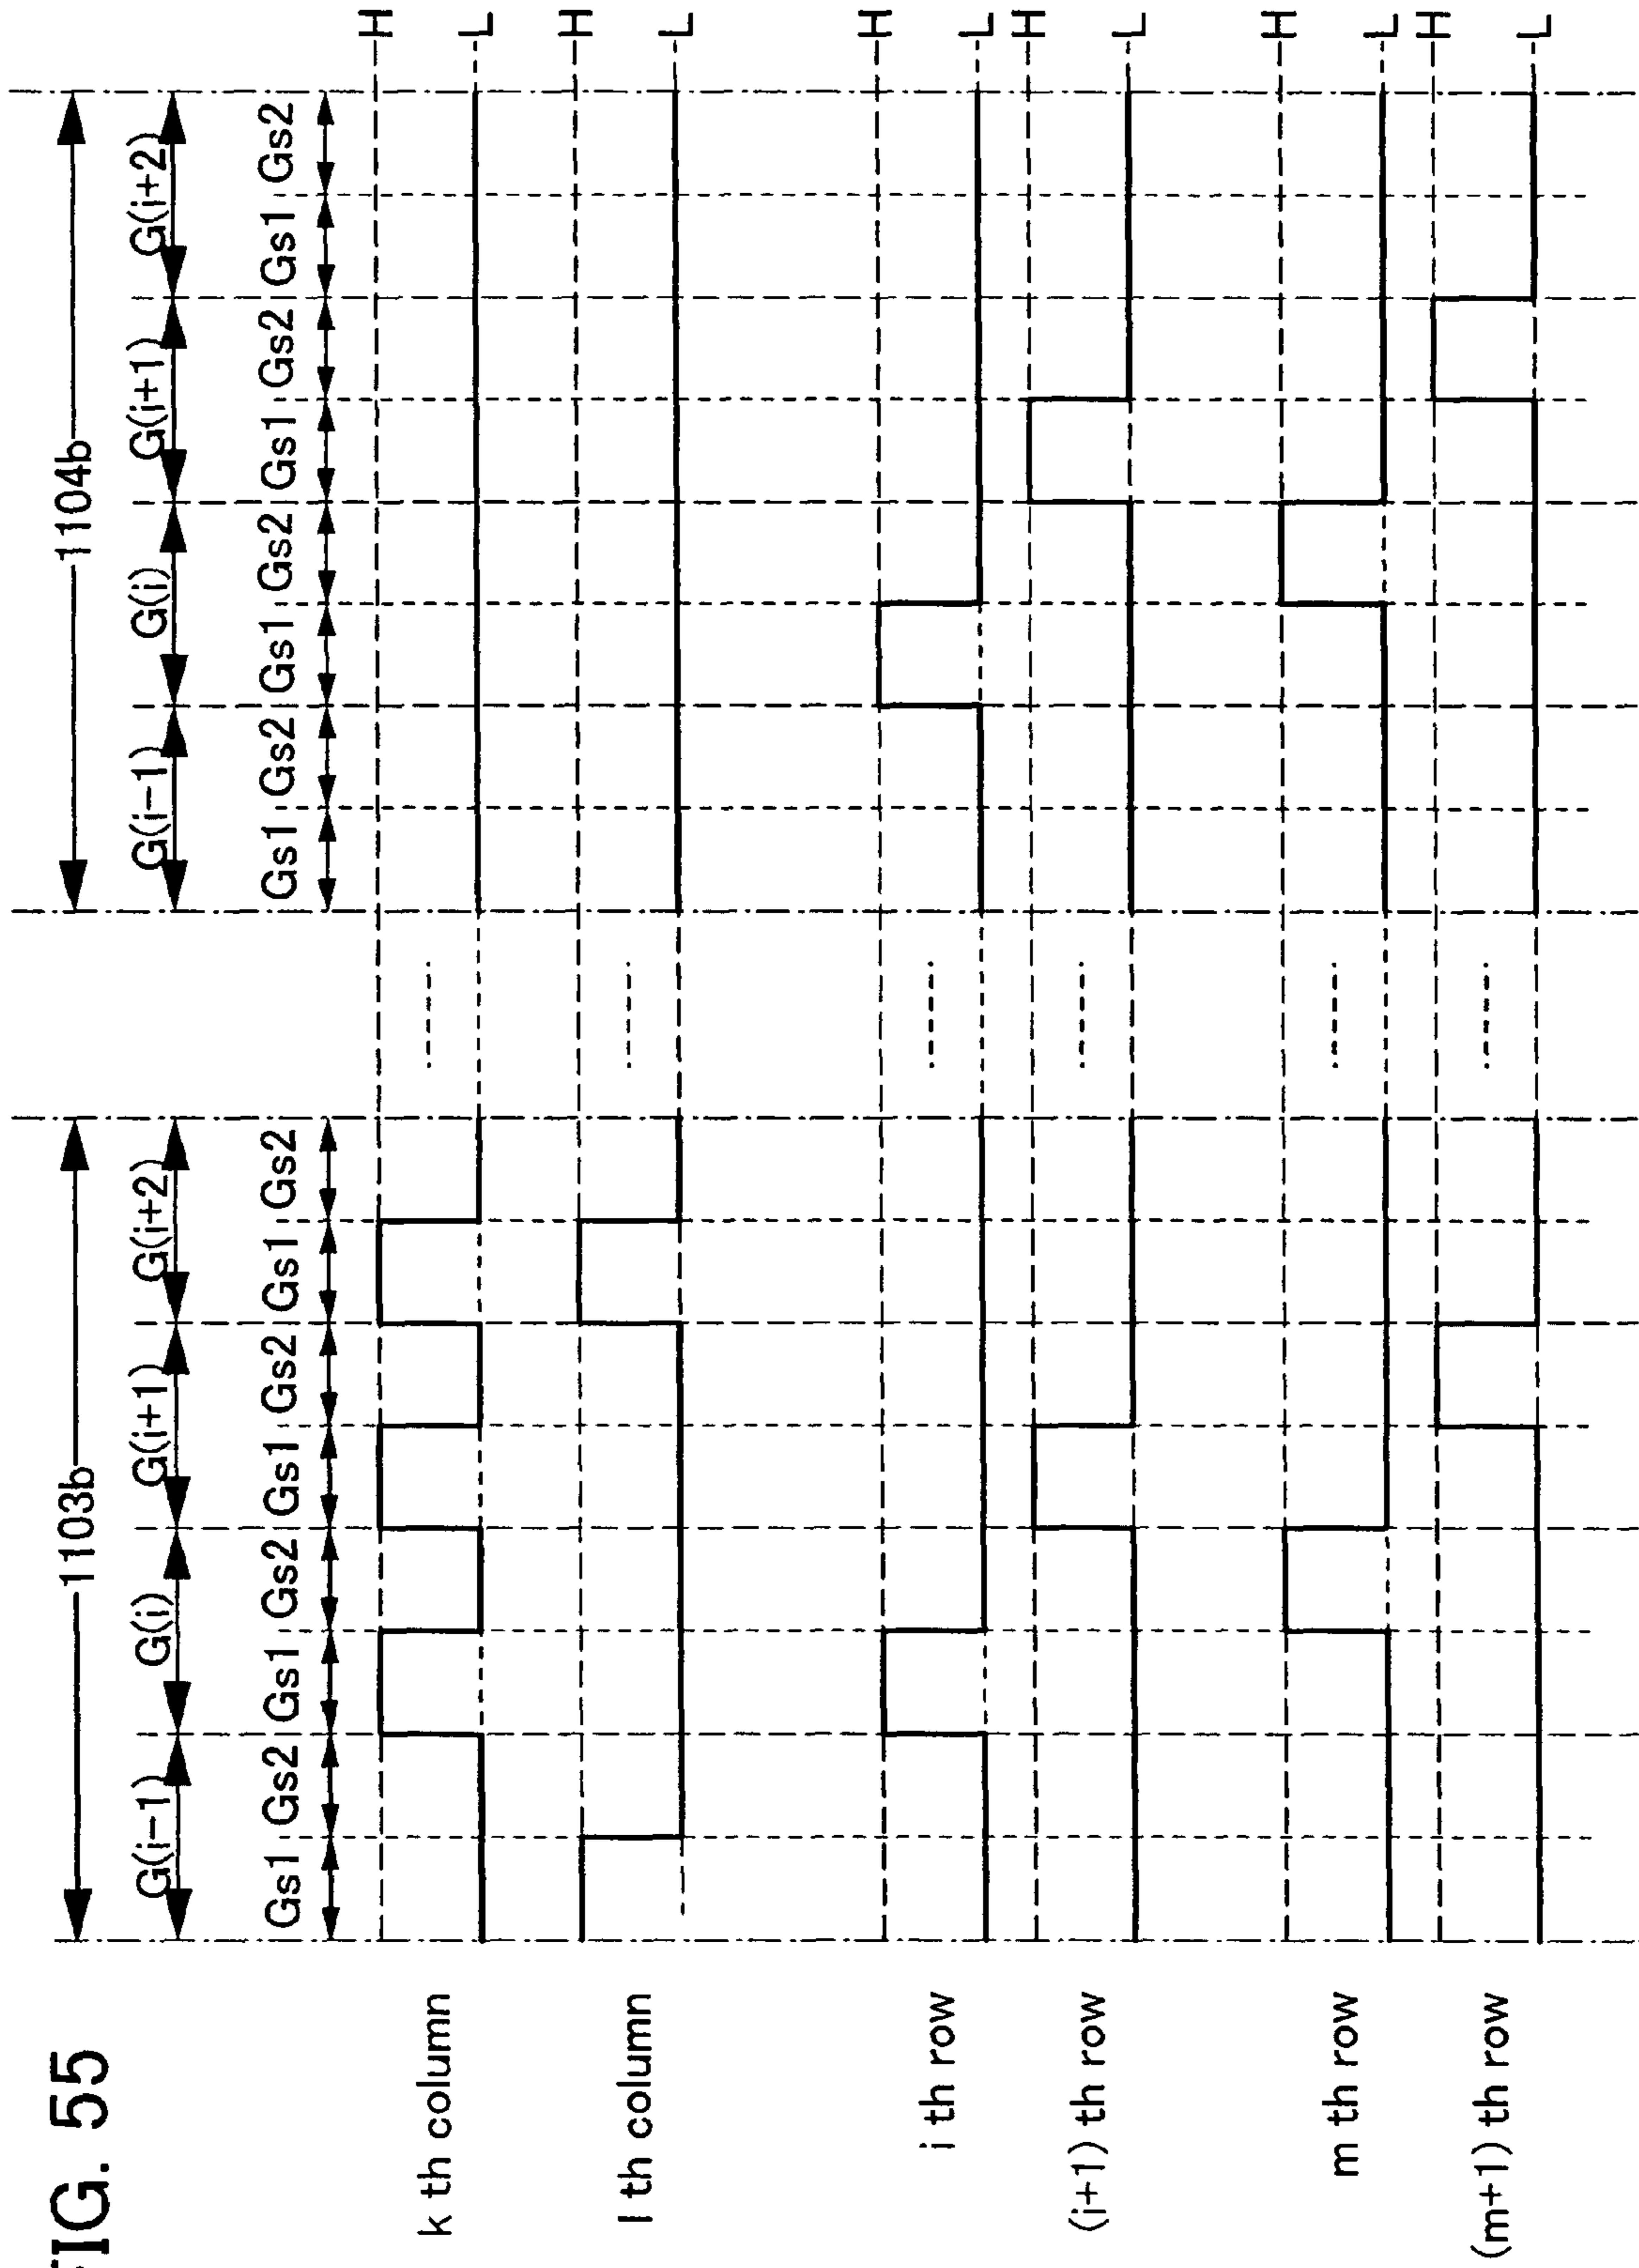 FIG. 55
1103b 1104b
G(i-1) G(i) G(i+1) G(i+2) G(i-1) G(i) G(i+1) G(i+2)
Gs1 Gs2 Gs1 Gs2 Gs1 Gs2 Gs1 Gs2 Gs1 Gs2 Gs1 Gs2 Gs1 Gs2 Gs1 Gs2
k th column H
L
l th column H
L
i th row H
L
(i+1) th row H
L
m th row H
L
(m+1) th row H
L